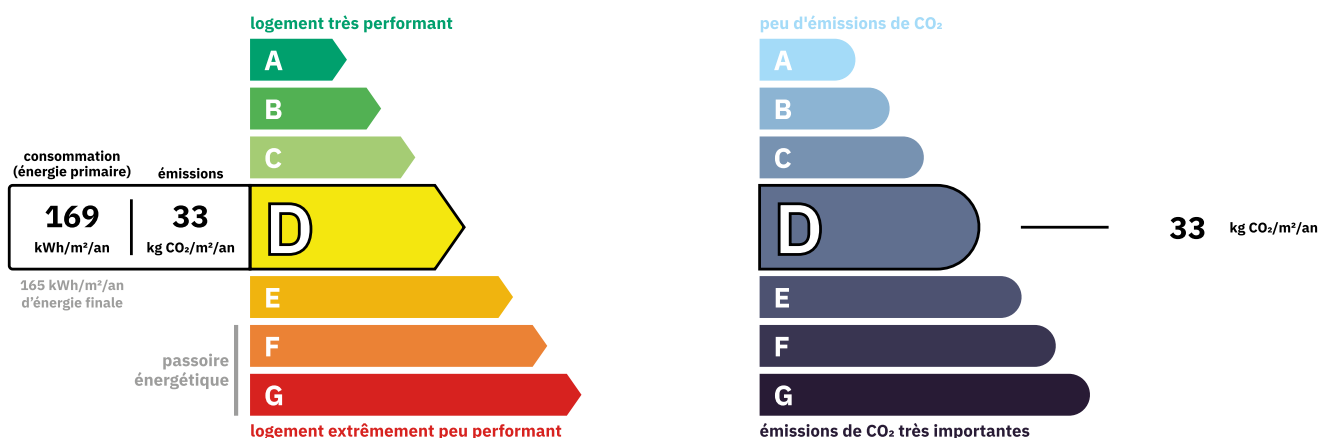 logement très performant
A
B
C
consommation
(énergie primaire)
émissions
169
kWh/m²/an
33
kg CO₂/m²/an
D
165 kWh/m²/an
d'énergie finale
E
passoire
énergétique
F
G
logement extrêmement peu performant
peu d'émissions de CO₂
A
B
C
D
33
kg CO₂/m²/an
E
F
G
émissions de CO₂ très importantes